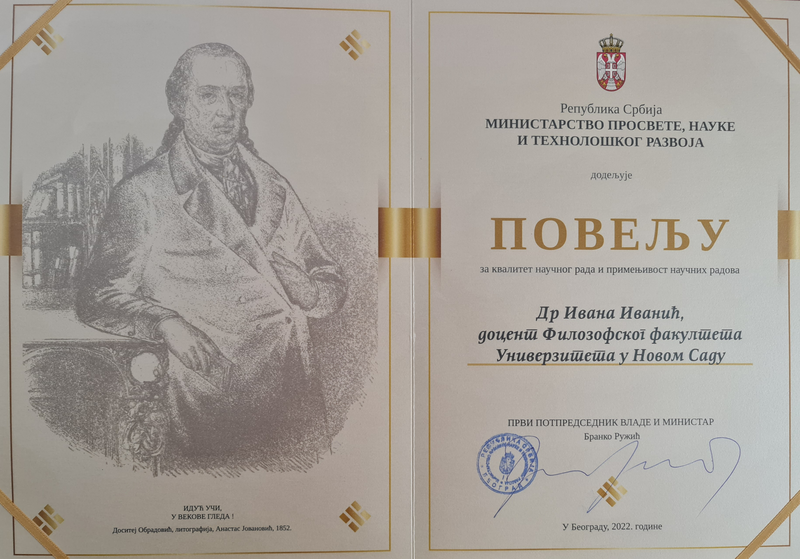 ИДУЋ УЧИ,
У ВЕКОВЕ ГЛЕДА !
Доситеј Обрадовић, литографија, Анастас Јовановић, 1852.
Република Србија
МИНИСТАРСТВО ПРОСВЕТЕ, НАУКЕ
И ТЕХНОЛОШКОГ РАЗВОЈА
додељује
ПОВЕЉУ
за квалитет научног рада и примењивост научних радова
Др Ивана Иванић,
доцент Филозофског факултета
Универзитета у Новом Саду
ПРВИ ПОТПРЕДСЕДНИК ВЛАДЕ И МИНИСТАР
Бранко Ружић
У Београду, 2022. године